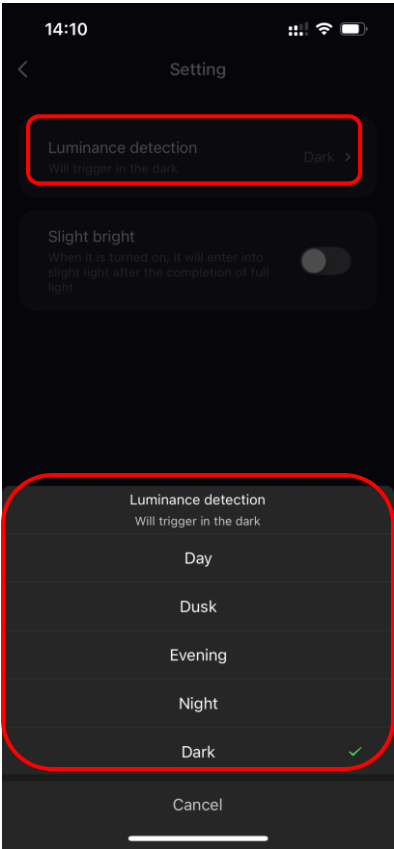 14:10
Setting
Luminance detection
Will trigger in the dark
Dark
Slight bright
When it is turned on, it will enter into
slight light after the completion of full
light
Luminance detection
Will trigger in the dark
Day
Dusk
Evening
Night
Dark
Cancel